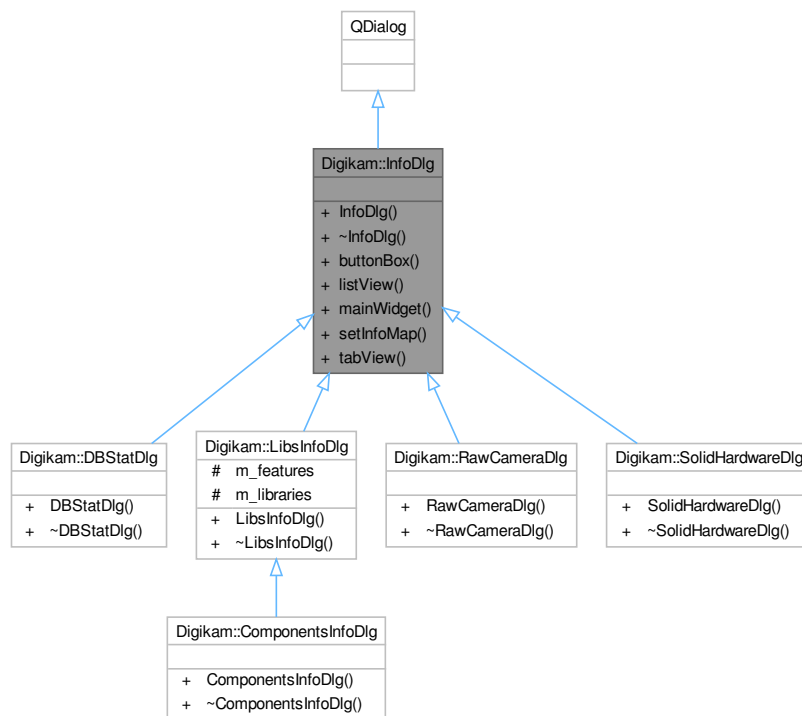 QDialog
Digikam::InfoDlg
+ InfoDlg()
+ ~InfoDlg()
+ buttonBox()
+ listView()
+ mainWidget()
+ setInfoMap()
+ tabView()
Digikam::DBStatDlg
+ DBStatDlg()
+ ~DBStatDlg()
Digikam::LibsInfoDlg
# m_features
# m_libraries
+ LibsInfoDlg()
+ ~LibsInfoDlg()
Digikam::RawCameraDlg
+ RawCameraDlg()
+ ~RawCameraDlg()
Digikam::SolidHardwareDlg
+ SolidHardwareDlg()
+ ~SolidHardwareDlg()
Digikam::ComponentsInfoDlg
+ ComponentsInfoDlg()
+ ~ComponentsInfoDlg()